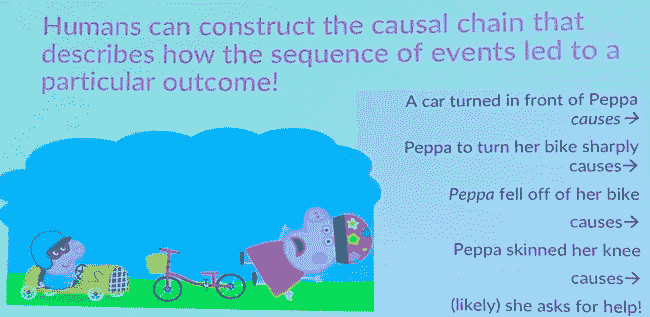 Humans can construct the causal chain that
describes how the sequence of events led to a
particular outcome!
A car turned in front of Peppa
causes →
Peppa to turn her bike sharply
causes→
Peppa fell off of her bike
causes→
Peppa skinned her knee
causes→
(likely) she asks for help!